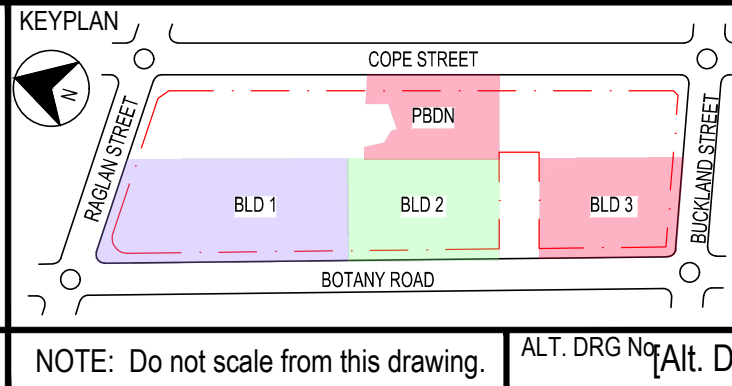 KEYPLAN
COPE STREET
N
PBDN
RAGLAN STREET
BUCKLAND STREET
BLD 1
BLD 2
BLD 3
BOTANY ROAD
NOTE: Do not scale from this drawing.
ALT. DRG No
[Alt. D